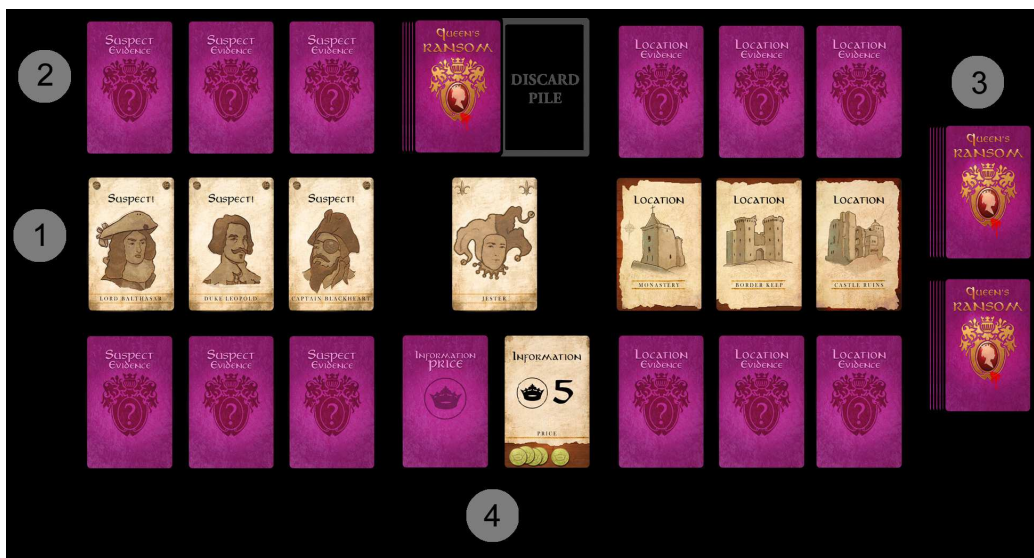 2
Suspect
Evidence
?
Suspect
Evidence
?
Suspect
Evidence
?
Queen's
Ransom
DISCARD
PILE
Location
Evidence
?
Location
Evidence
?
Location
Evidence
?
3
Queen's
Ransom
1
Suspect!
LORD BALTHASAR
Suspect!
DUKE LEOPOLD
Suspect!
CAPTAIN BLACKHEART
JESTER
Location
MONASTERY
Location
BORDER KEEP
Location
CASTLE RUINS
Queen's
Ransom
Suspect
Evidence
?
Suspect
Evidence
?
Suspect
Evidence
?
Information
Price
Information
5
PRICE
Location
Evidence
?
Location
Evidence
?
Location
Evidence
?
4